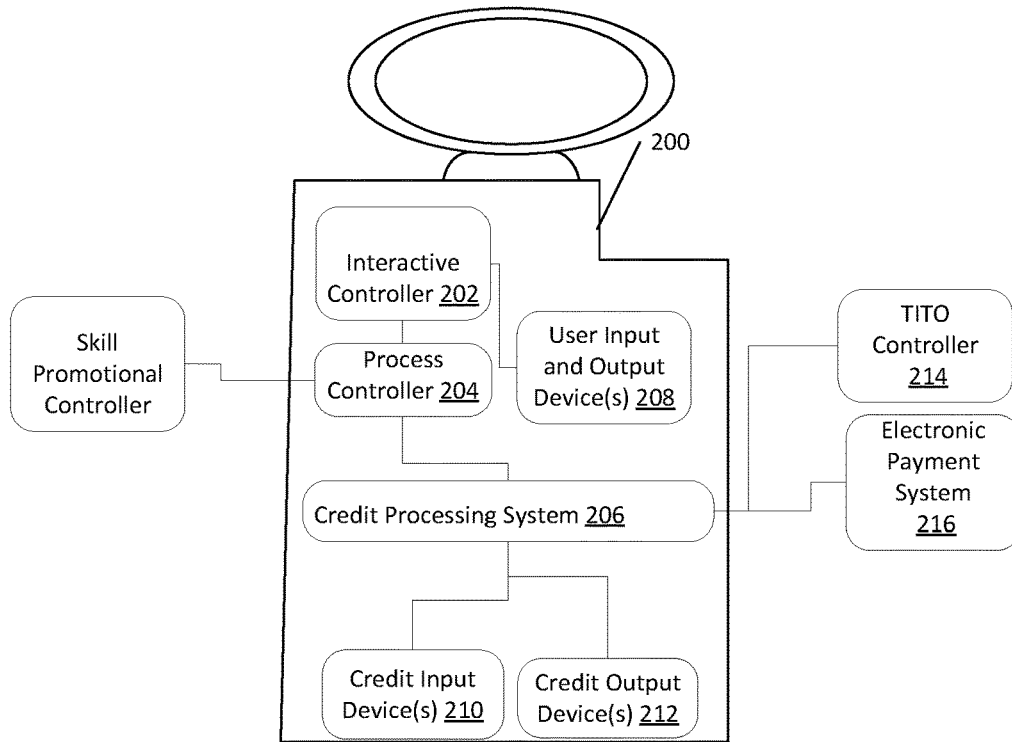 200
Interactive
Controller 202
Skill
Promotional
Controller
Process
Controller 204
User Input
and Output
Device(s) 208
TITO
Controller
214
Electronic
Payment
System
216
Credit Processing System 206
Credit Input
Device(s) 210
Credit Output
Device(s) 212